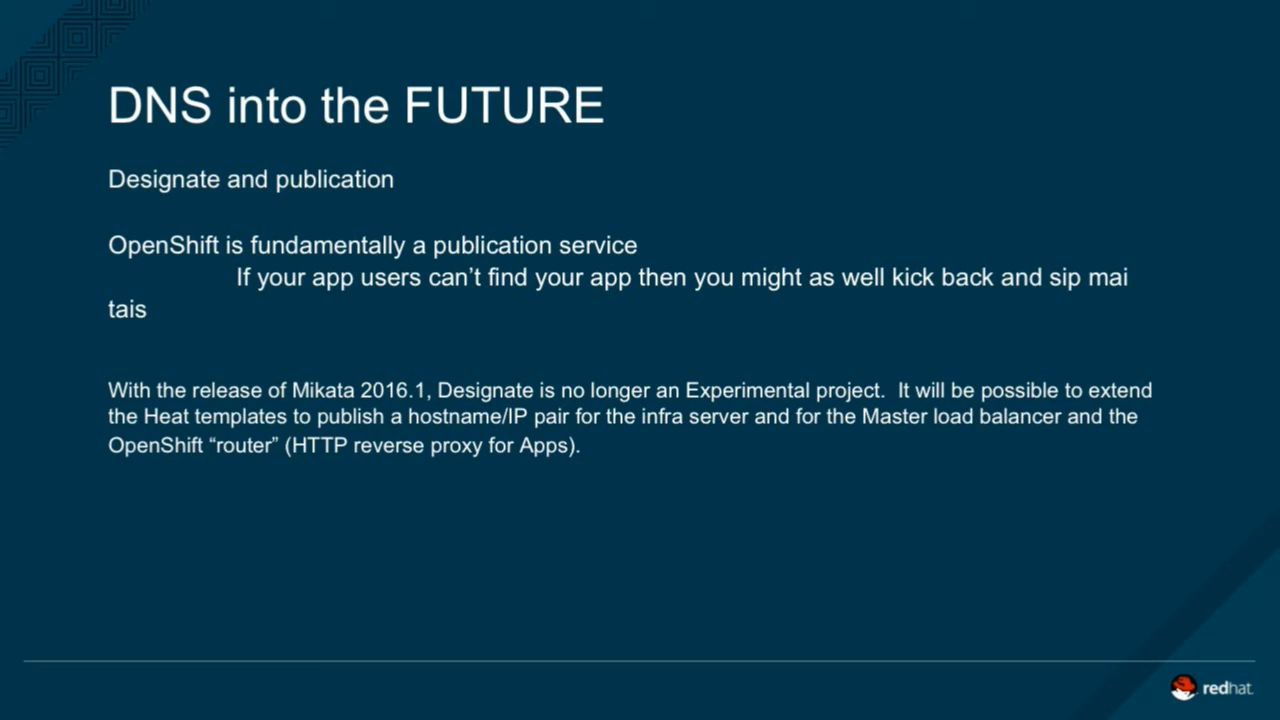 DNS into the FUTURE
Designate and publication
OpenShift is fundamentally a publication service
If your app users can’t find your app then you might as well kick back and sip mai
tais
With the release of Mikata 2016.1, Designate is no longer an Experimental project.  It will be possible to extend
the Heat templates to publish a hostname/IP pair for the infra server and for the Master load balancer and the
OpenShift “router” (HTTP reverse proxy for Apps).
redhat.